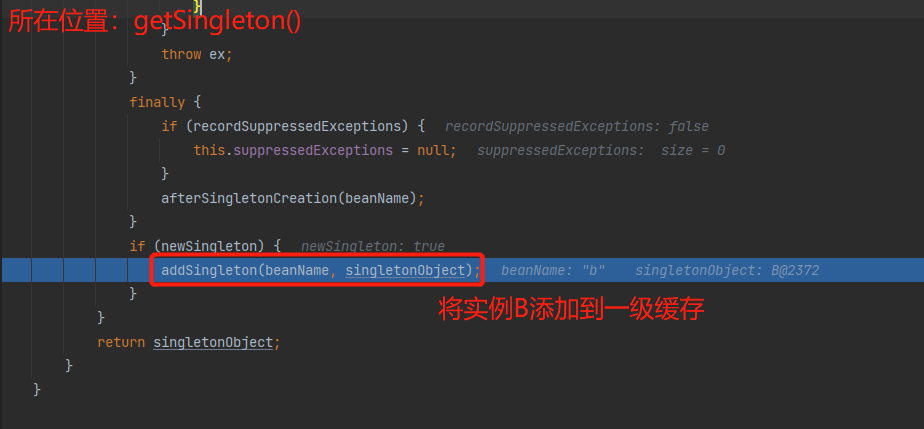 }
所在位置：getSingleton()
}
throw ex;
}
finally {
if (recordSuppressedExceptions) { recordSuppressedExceptions: false
this.suppressedExceptions = null; suppressedExceptions: size = 0
}
afterSingletonCreation(beanName);
}
if (newSingleton) { newSingleton: true
addSingleton(beanName, singletonObject); beanName: "b" singletonObject: B@2372
}
将实例B添加到一级缓存
}
return singletonObject;
}
}